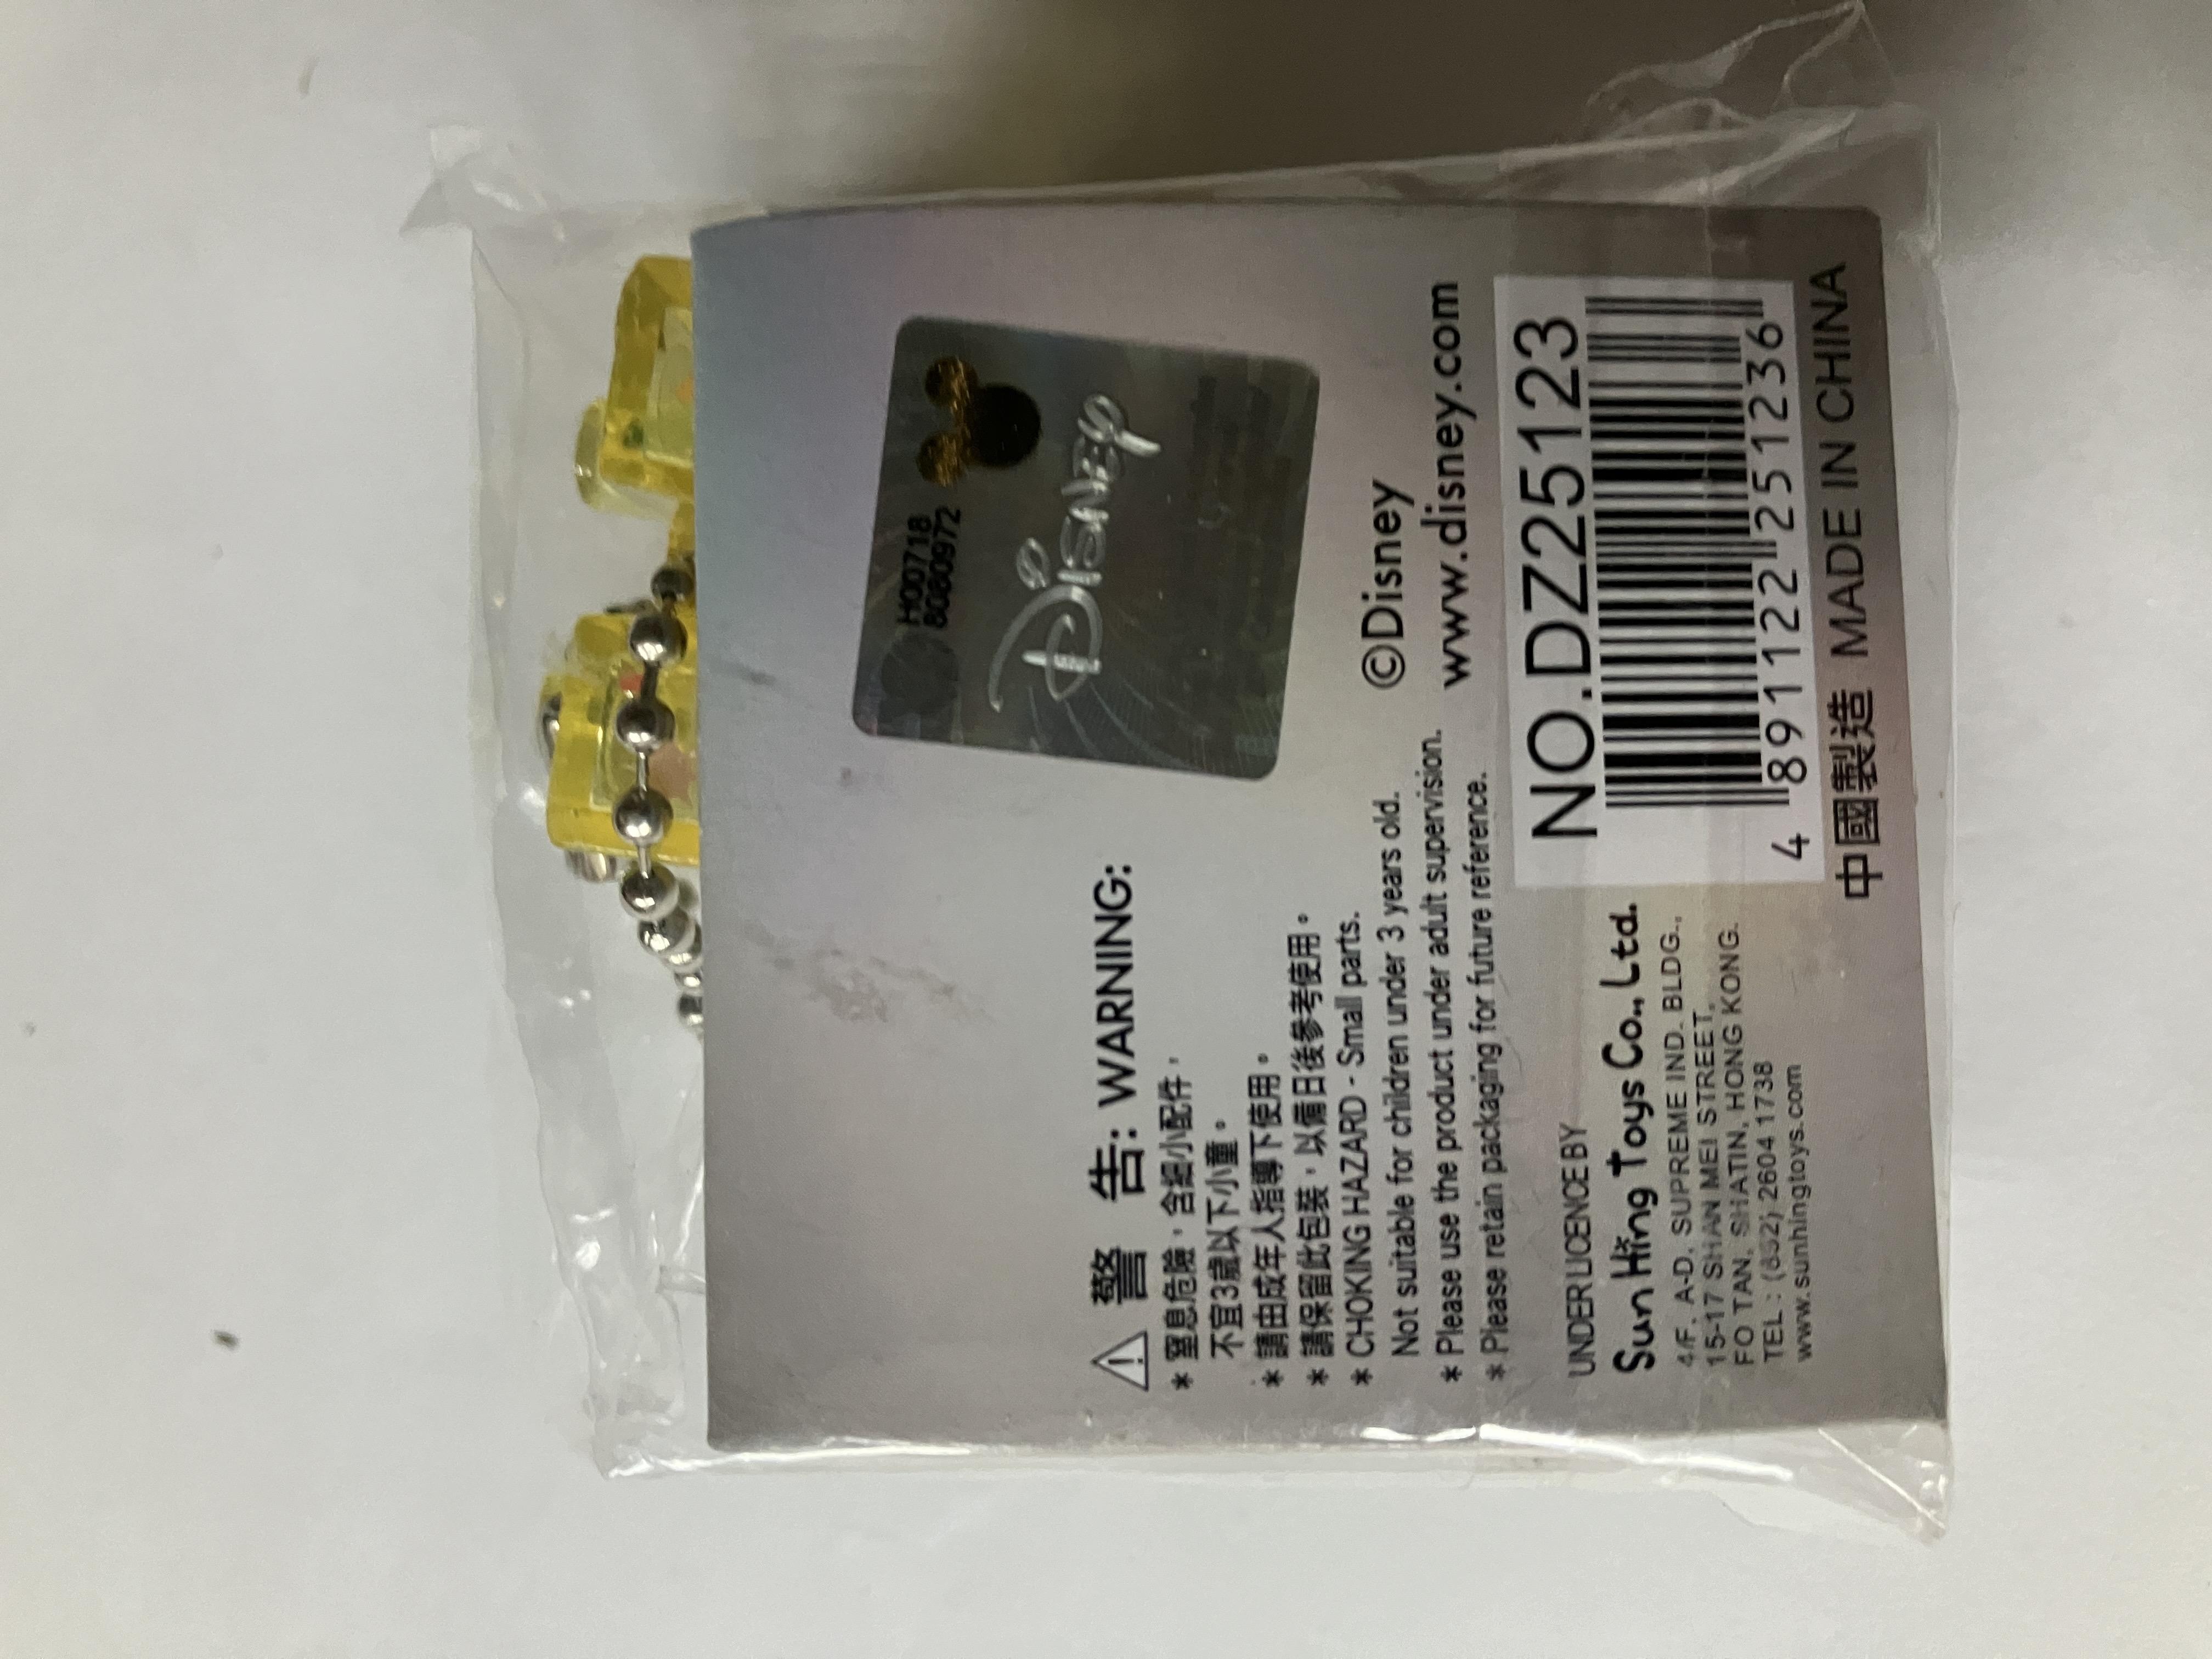 H00718
80809972
Disney
警 告: WARNING:
* 窒息危險，含細小配件，
不宜3歲以下小童。
* 請由成年人指導下使用。
* 請保留此包裝，以備日後參考使用。
* CHOKING HAZARD - Small parts.
Not suitable for children under 3 years old.
* Please use the product under adult supervision.
* Please retain packaging for future reference.
©Disney
www.disney.com
UNDER LICENCE BY
Sun Hing Toys Co., Ltd.
4/F. A-D, SUPREME IND. BLDG.,
15-17 SHAN MEI STREET,
FO TAN, SHATIN, HONG KONG.
TEL : (852) 2604 1738
www.sunhingtoys.com
NO.DZ25123
4 891122 251236
中國製造 MADE IN CHINA